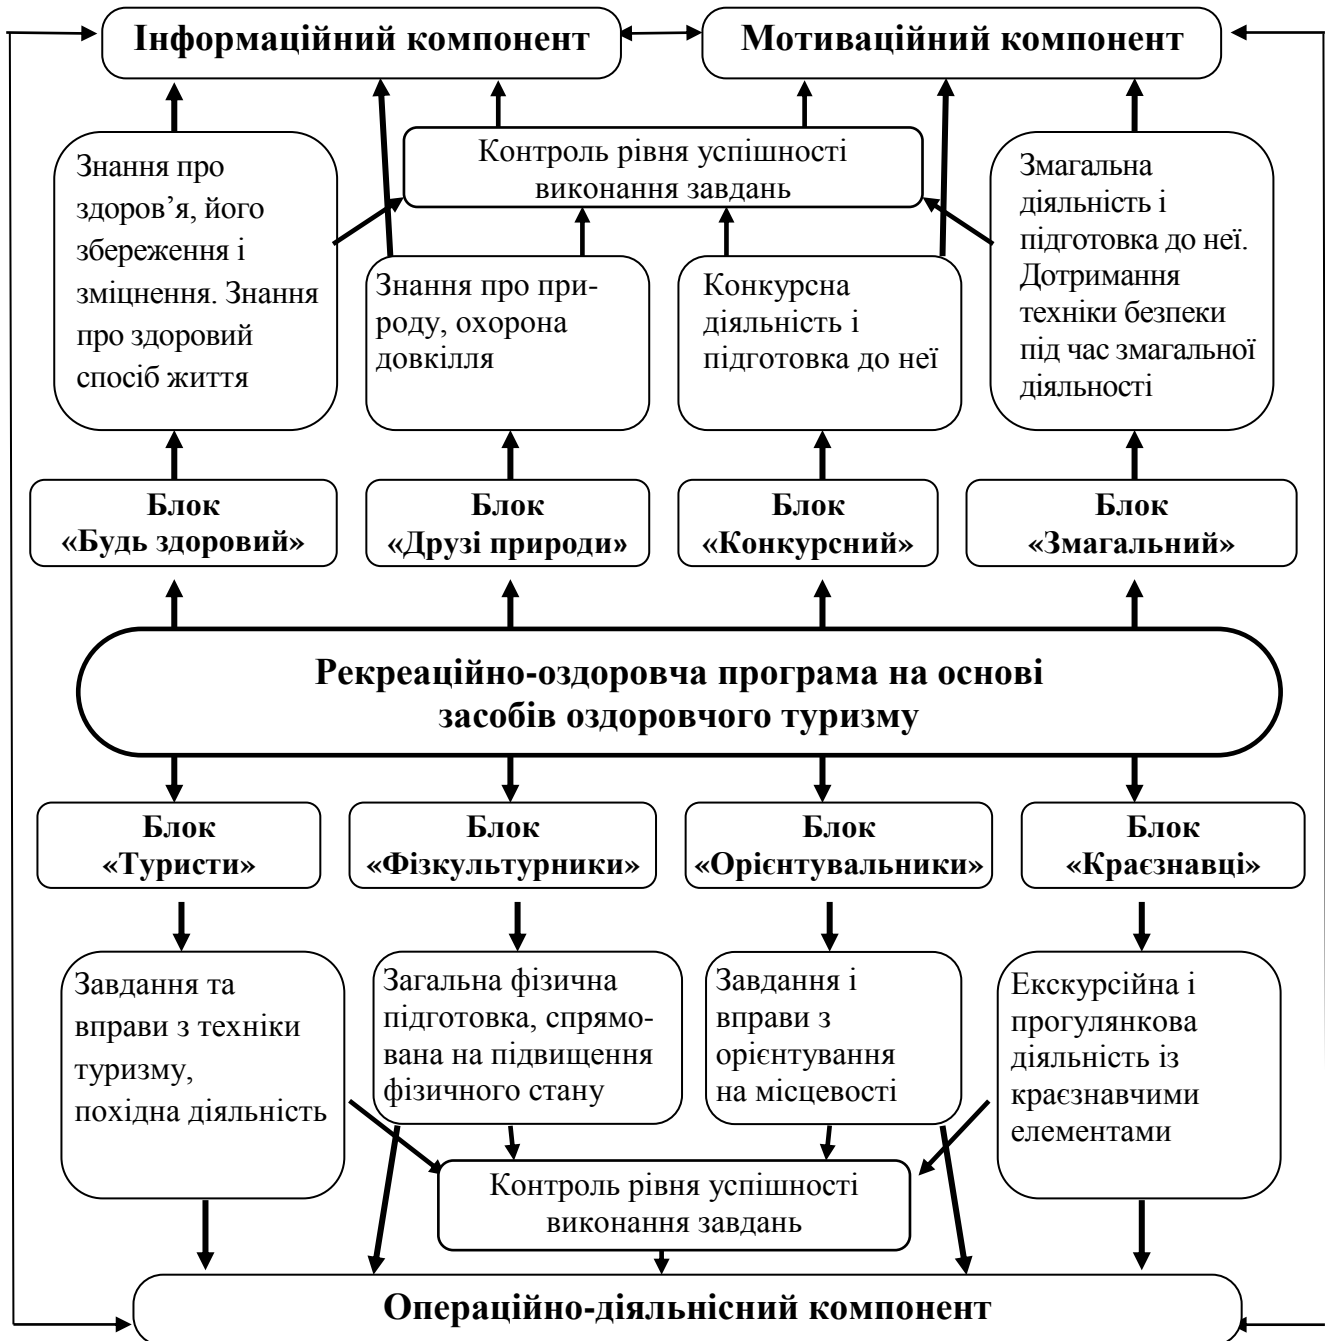 Інформаційний компонент
Мотиваційний компонент
Контроль рівня успішності
виконання завдань
Знання про
здоров’я, його
збереження і
зміцнення. Знання
про здоровий
спосіб життя
Знання про при-
роду, охорона
довкілля
Конкурсна
діяльність і
підготовка до неї
Змагальна
діяльність і
підготовка до неї.
Дотримання
техніки безпеки
під час змагальної
діяльності
Блок
«Будь здоровий»
Блок
«Друзі природи»
Блок
«Конкурсний»
Блок
«Змагальний»
Рекреаційно-оздоровча програма на основі
засобів оздоровчого туризму
Блок
«Туристи»
Блок
«Фізкультурники»
Блок
«Орієнтувальники»
Блок
«Краєзнавці»
Завдання та
вправи з техніки
туризму,
похідна діяльність
Загальна фізична
підготовка, спрямо-
вана на підвищення
фізичного стану
Завдання і
вправи з
орієнтування
на місцевості
Екскурсійна і
прогулянкова
діяльність із
краєзнавчими
елементами
Контроль рівня успішності
виконання завдань
Операційно-діяльнісний компонент